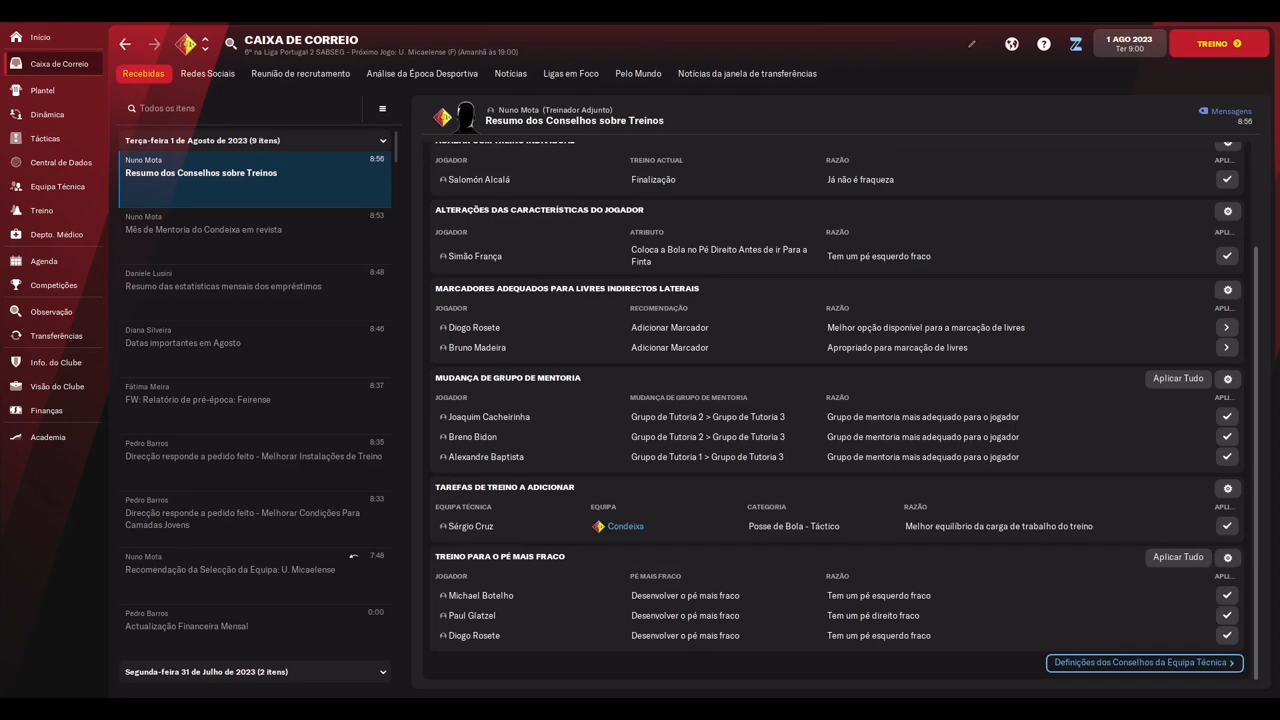 Início
Caixa de Correio
Plantel
Dinâmica
Tácticas
Central de Dados
Equipa Técnica
Treino
Depto. Médico
Agenda
Competições
Observação
Transferências
Info. do Clube
Visão do Clube
Finanças
Academia
CAIXA DE CORREIO
6º na Liga Portugal 2 SABSEG - Próximo Jogo: U. Micaelense (F) (Amanhã às 19:00)
1 AGO 2023
Ter 9:00
TREINO
Recebidas Redes Sociais Reunião de recrutamento Análise da Época Desportiva Notícias Ligas em Foco Pelo Mundo Notícias da janela de transferências
Todos os itens
Terça-feira 1 de Agosto de 2023 (9 itens)
Nuno Mota 8:56
Resumo dos Conselhos sobre Treinos
Nuno Mota 8:53
Mês de Mentoria do Condeixa em revista
Daniele Lusini 8:48
Resumo das estatísticas mensais dos empréstimos
Diana Silveira 8:46
Datas importantes em Agosto
Fátima Meira 8:37
FW: Relatório de pré-época: Feirense
Pedro Barros 8:35
Direcção responde a pedido feito - Melhorar Instalações de Treino
Pedro Barros 8:33
Direcção responde a pedido feito - Melhorar Condições Para
Camadas Jovens
Nuno Mota 7:48
Recomendação da Selecção da Equipa: U. Micaelense
Pedro Barros 0:00
Actualização Financeira Mensal
Segunda-feira 31 de Julho de 2023 (2 itens)
Nuno Mota (Treinador Adjunto)
Resumo dos Conselhos sobre Treinos
Mensagens
8:56
JOGADOR TREINO ACTUAL RAZÃO APLI...
Salomón Alcalá Finalização Já não é fraqueza
ALTERAÇÕES DAS CARACTERÍSTICAS DO JOGADOR
JOGADOR ATRIBUTO RAZÃO APLI...
Simão França Coloca a Bola no Pé Direito Antes de ir Para a
Finta Tem um pé esquerdo fraco
MARCADORES ADEQUADOS PARA LIVRES INDIRECTOS LATERAIS
JOGADOR RECOMENDAÇÃO RAZÃO APLI...
Diogo Rosete Adicionar Marcador Melhor opção disponível para a marcação de livres
Bruno Madeira Adicionar Marcador Apropriado para marcação de livres
MUDANÇA DE GRUPO DE MENTORIA Aplicar Tudo
JOGADOR MUDANÇA DE GRUPO DE MENTORIA RAZÃO APLI...
Joaquim Cacheirinha Grupo de Tutoria 2 > Grupo de Tutoria 3 Grupo de mentoria mais adequado para o jogador
Breno Bidon Grupo de Tutoria 2 > Grupo de Tutoria 3 Grupo de mentoria mais adequado para o jogador
Alexandre Baptista Grupo de Tutoria 1 > Grupo de Tutoria 3 Grupo de mentoria mais adequado para o jogador
TAREFAS DE TREINO A ADICIONAR
EQUIPA TÉCNICA EQUIPA CATEGORIA RAZÃO APLI...
Sérgio Cruz Condeixa Posse de Bola - Táctico Melhor equilíbrio da carga de trabalho do treino
TREINO PARA O PÉ MAIS FRACO Aplicar Tudo
JOGADOR PÉ MAIS FRACO RAZÃO APLI...
Michael Botelho Desenvolver o pé mais fraco Tem um pé esquerdo fraco
Paul Glatzel Desenvolver o pé mais fraco Tem um pé direito fraco
Diogo Rosete Desenvolver o pé mais fraco Tem um pé esquerdo fraco
Definições dos Conselhos da Equipa Técnica